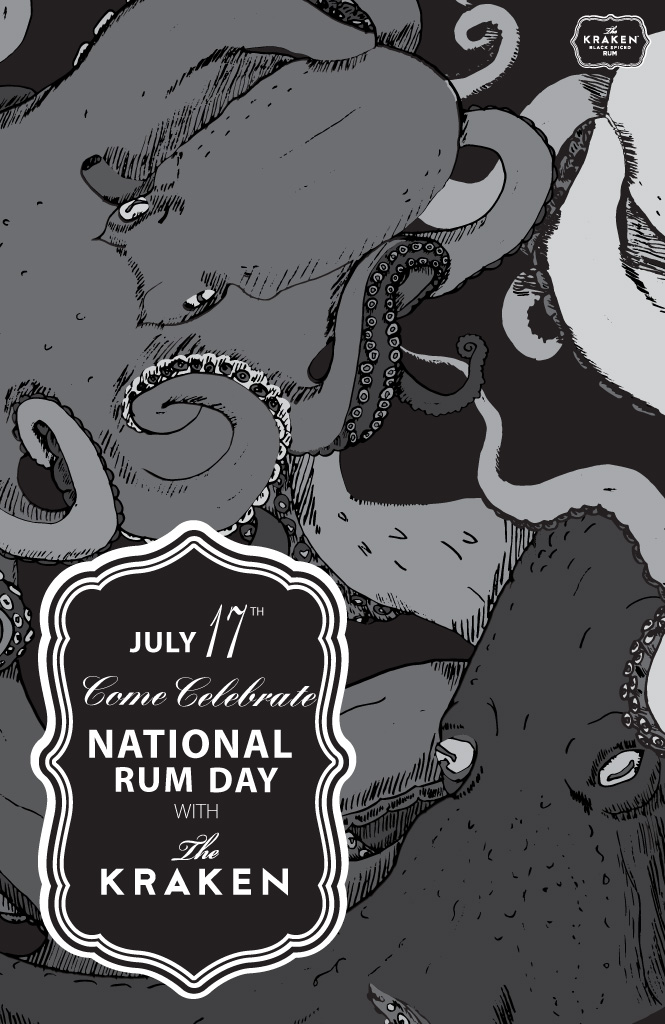 The
KRAKEN
BLACK SPICED
RUM
JULY 17TH
Come Celebrate
NATIONAL
RUM DAY
WITH
The
KRAKEN